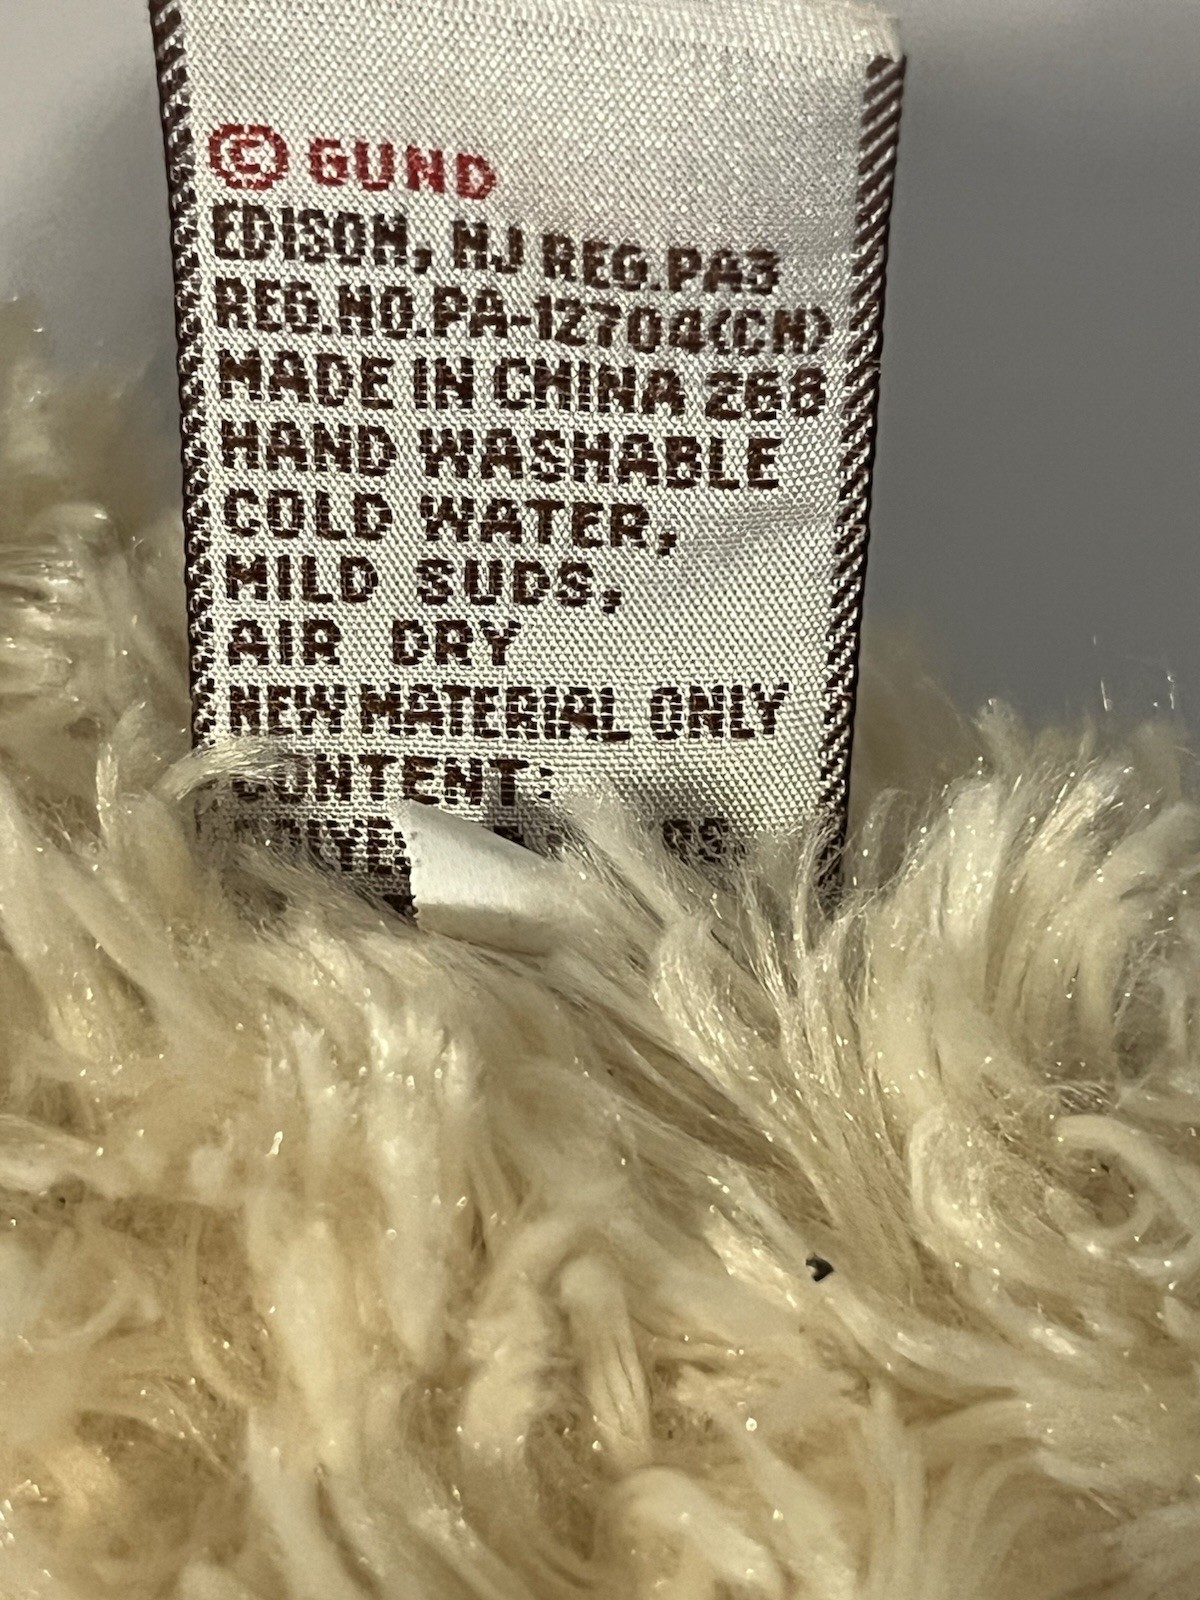 © GUND
EDISON, NJ REG.PA3
REG.NO.PA-12704(CN)
MADE IN CHINA 268
HAND WASHABLE
COLD WATER,
MILD SUDS,
AIR DRY
NEW MATERIAL ONLY
CONTENT: